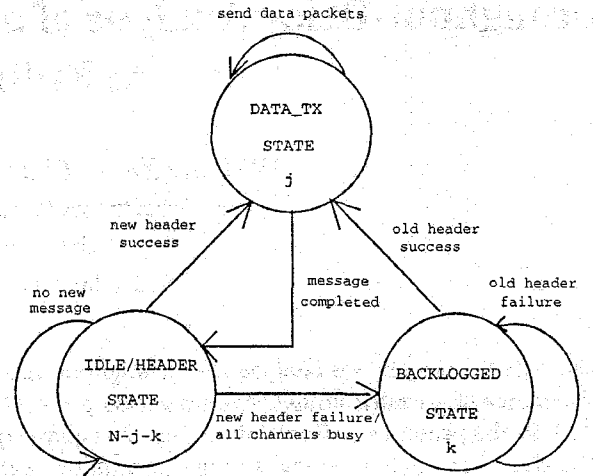 send data packets
DATA_TX
STATE
j
new header
success
old header
success
message
completed
no new
message
old header
failure
IDLE/HEADER
STATE
N-j-k
new header failure/
all channels busy
BACKLOGGED
STATE
k